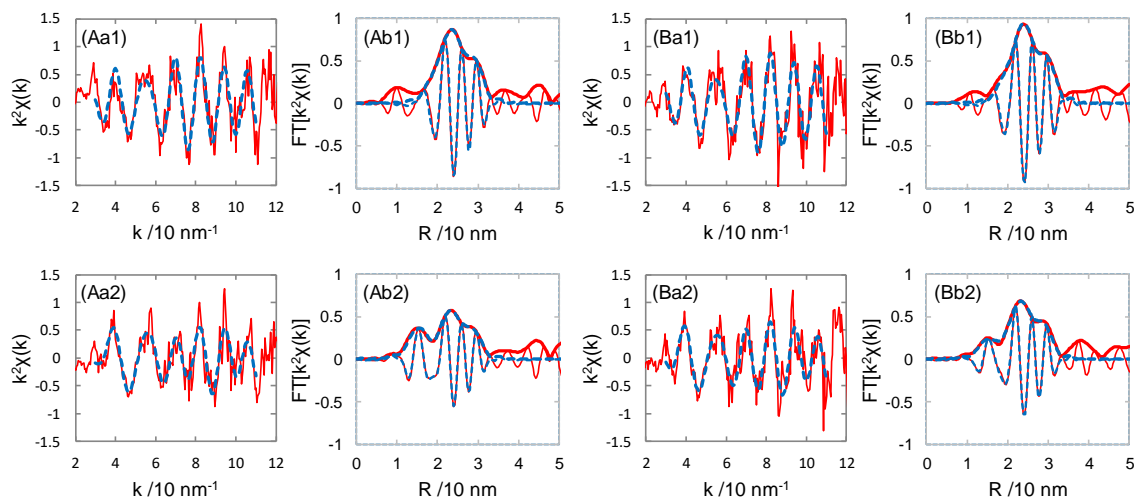 (Aa1)
k²χ(k)
1.5
1
0.5
0
-0.5
-1
-1.5
2 4 6 8 10 12
k /10 nm⁻¹
(Ab1)
FT[k²χ(k)]
1
0.5
0
-0.5
-1
0 1 2 3 4 5
R /10 nm
(Ba1)
k²χ(k)
1.5
1
0.5
0
-0.5
-1
-1.5
2 4 6 8 10 12
k /10 nm⁻¹
(Bb1)
FT[k²χ(k)]
1
0.5
0
-0.5
-1
0 1 2 3 4 5
R /10 nm
(Aa2)
k²χ(k)
1.5
1
0.5
0
-0.5
-1
-1.5
2 4 6 8 10 12
k /10 nm⁻¹
(Ab2)
FT[k²χ(k)]
1
0.5
0
-0.5
-1
0 1 2 3 4 5
R /10 nm
(Ba2)
k²χ(k)
1.5
1
0.5
0
-0.5
-1
-1.5
2 4 6 8 10 12
k /10 nm⁻¹
(Bb2)
FT[k²χ(k)]
1
0.5
0
-0.5
-1
0 1 2 3 4 5
R /10 nm